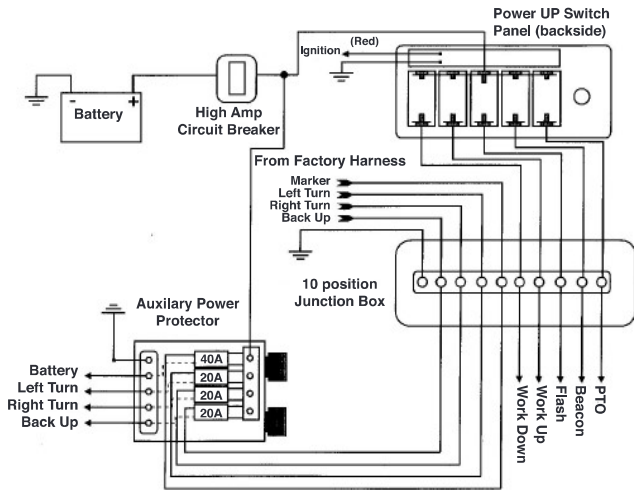 Power UP Switch
Panel (backside)
(Red)
Ignition
-
+
Battery
High Amp
Circuit Breaker
From Factory Harness
Marker
Left Turn
Right Turn
Back Up
10 position
Junction Box
Auxilary Power
Protector
40A
20A
20A
20A
Battery
Left Turn
Right Turn
Back Up
Work Down
Work Up
Flash
Beacon
PTO